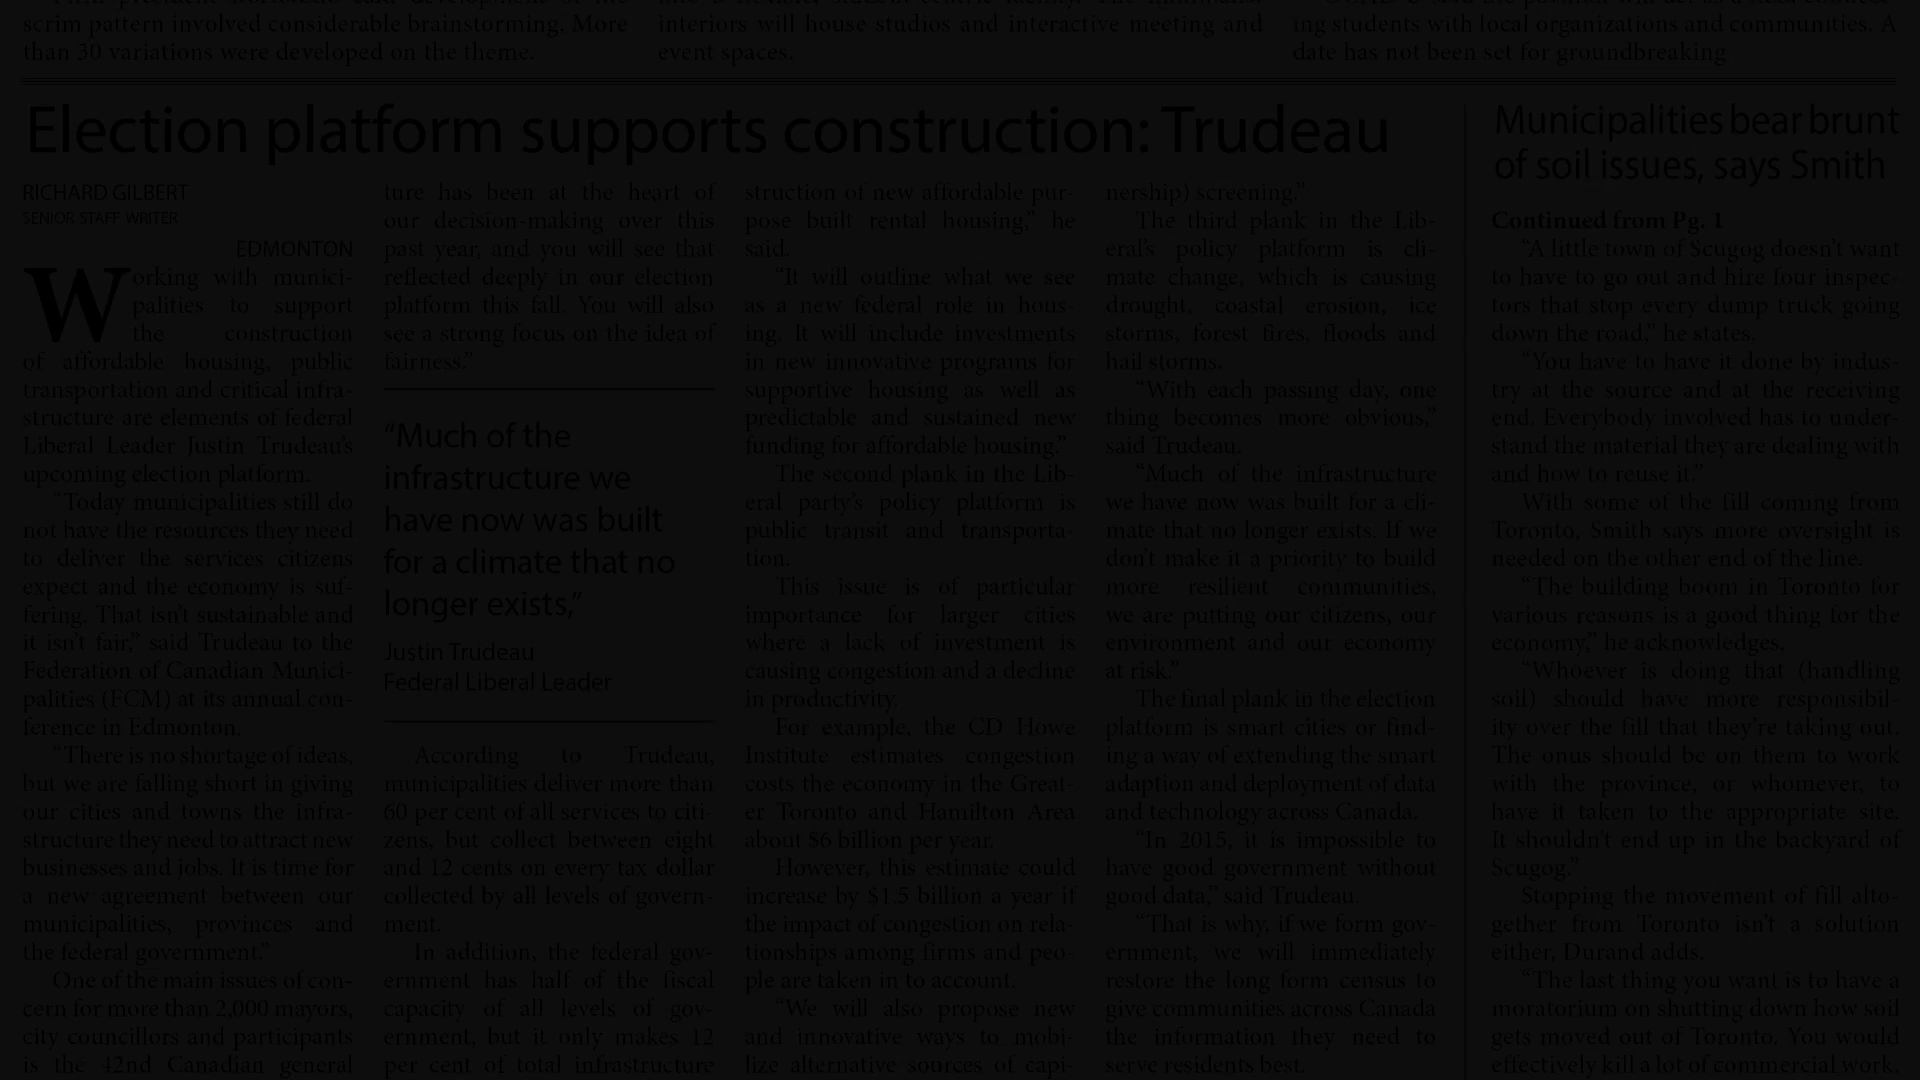 scrim pattern involved considerable brainstorming. More
than 30 variations were developed on the theme.
interiors will house studios and interactive meeting and
event spaces.
ing students with local organizations and communities. A
date has not been set for groundbreaking
Election platform supports construction: Trudeau
RICHARD GILBERT
SENIOR STAFF WRITER
EDMONTON
Working with munici-
palities to support
the construction
of affordable housing, public
transportation and critical infra-
structure are elements of federal
Liberal Leader Justin Trudeau's
upcoming election platform.
“Today municipalities still do
not have the resources they need
to deliver the services citizens
expect and the economy is suf-
fering. That isn't sustainable and
it isn't fair,” said Trudeau to the
Federation of Canadian Munici-
palities (FCM) at its annual con-
ference in Edmonton.
“There is no shortage of ideas,
but we are falling short in giving
our cities and towns the infra-
structure they need to attract new
businesses and jobs. It is time for
a new agreement between our
municipalities, provinces and
the federal government.”
One of the main issues of con-
cern for more than 2,000 mayors,
city councillors and participants
is the 42nd Canadian general
ture has been at the heart of
our decision-making over this
past year, and you will see that
reflected deeply in our election
platform this fall. You will also
see a strong focus on the idea of
fairness.”
“Much of the
infrastructure we
have now was built
for a climate that no
longer exists,”
Justin Trudeau
Federal Liberal Leader
According to Trudeau,
municipalities deliver more than
60 per cent of all services to citi-
zens, but collect between eight
and 12 cents on every tax dollar
collected by all levels of govern-
ment.
In addition, the federal gov-
ernment has half of the fiscal
capacity of all levels of gov-
ernment, but it only makes 12
per cent of total infrastructure
struction of new affordable pur-
pose built rental housing,” he
said.
“It will outline what we see
as a new federal role in hous-
ing. It will include investments
in new innovative programs for
supportive housing as well as
predictable and sustained new
funding for affordable housing.”
The second plank in the Lib-
eral party's policy platform is
public transit and transporta-
tion.
This issue is of particular
importance for larger cities
where a lack of investment is
causing congestion and a decline
in productivity.
For example, the CD Howe
Institute estimates congestion
costs the economy in the Great-
er Toronto and Hamilton Area
about $6 billion per year.
However, this estimate could
increase by $1.5 billion a year if
the impact of congestion on rela-
tionships among firms and peo-
ple are taken in to account.
“We will also propose new
and innovative ways to mobi-
lize alternative sources of capi-
nership) screening.”
The third plank in the Lib-
eral's policy platform is cli-
mate change, which is causing
drought, coastal erosion, ice
storms, forest fires, floods and
hail storms.
“With each passing day, one
thing becomes more obvious,”
said Trudeau.
“Much of the infrastructure
we have now was built for a cli-
mate that no longer exists. If we
don't make it a priority to build
more resilient communities,
we are putting our citizens, our
environment and our economy
at risk.”
The final plank in the election
platform is smart cities or find-
ing a way of extending the smart
adaption and deployment of data
and technology across Canada.
“In 2015, it is impossible to
have good government without
good data,” said Trudeau.
“That is why, if we form gov-
ernment, we will immediately
restore the long form census to
give communities across Canada
the information they need to
serve residents best.
Municipalities bear brunt
of soil issues, says Smith
Continued from Pg. 1
“A little town of Scugog doesn't want
to have to go out and hire four inspec-
tors that stop every dump truck going
down the road,” he states.
“You have to have it done by indus-
try at the source and at the receiving
end. Everybody involved has to under-
stand the material they are dealing with
and how to reuse it.”
With some of the fill coming from
Toronto, Smith says more oversight is
needed on the other end of the line.
“The building boom in Toronto for
various reasons is a good thing for the
economy,” he acknowledges.
“Whoever is doing that (handling
soil) should have more responsibil-
ity over the fill that they're taking out.
The onus should be on them to work
with the province, or whomever, to
have it taken to the appropriate site.
It shouldn't end up in the backyard of
Scugog.”
Stopping the movement of fill alto-
gether from Toronto isn't a solution
either, Durand adds.
“The last thing you want is to have a
moratorium on shutting down how soil
gets moved out of Toronto. You would
effectively kill a lot of commercial work.